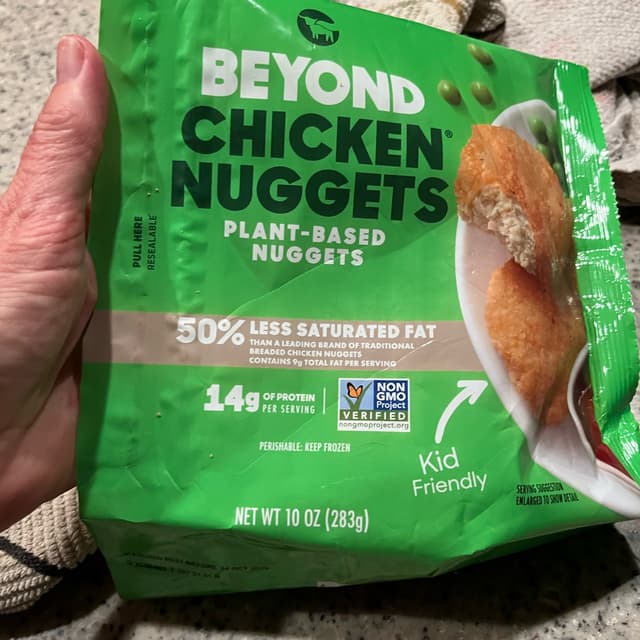 BEYOND
CHICKEN®
NUGGETS
PLANT-BASED
NUGGETS
PULL HERE
RESEALABLE
50% LESS SATURATED FAT
THAN A LEADING BRAND OF TRADITIONAL
BREADED CHICKEN NUGGETS
CONTAINS 9g TOTAL FAT PER SERVING
14g OF PROTEIN
PER SERVING
NON
GMO
Project
VERIFIED
nongmoproject.org
PERISHABLE: KEEP FROZEN
Kid
Friendly
SERVING SUGGESTION
ENLARGED TO SHOW DETAIL
NET WT 10 OZ (283g)